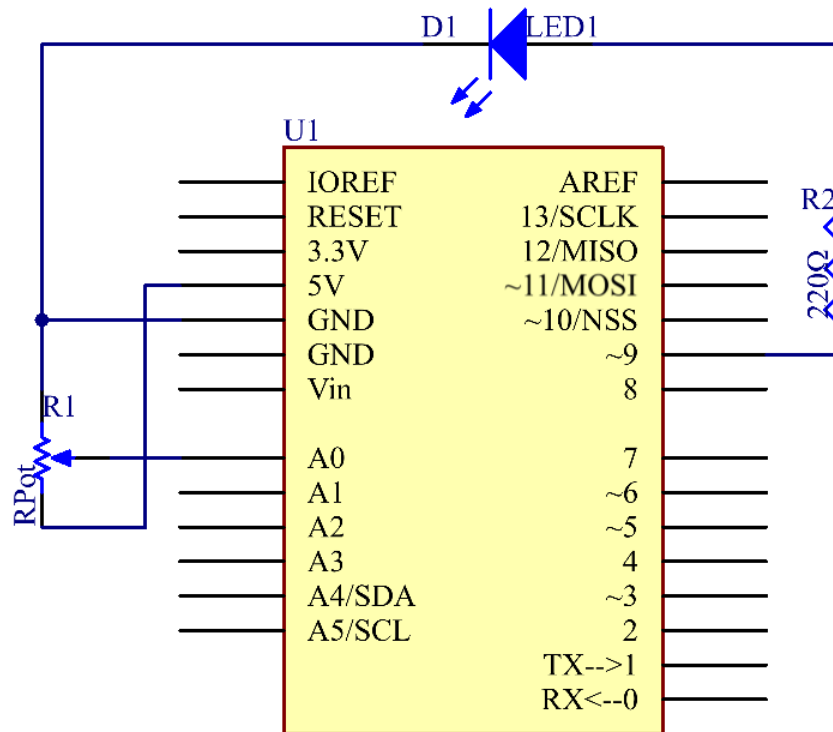 D1 LED1
U1
IOREF AREF
RESET 13/SCLK
3.3V 12/MISO
5V ~11/MOSI
GND ~10/NSS
GND ~9
Vin 8
A0 7
A1 ~6
A2 ~5
A3 4
A4/SDA ~3
A5/SCL 2
TX-->1
RX<--0
R1
RPot
R2
220Ω